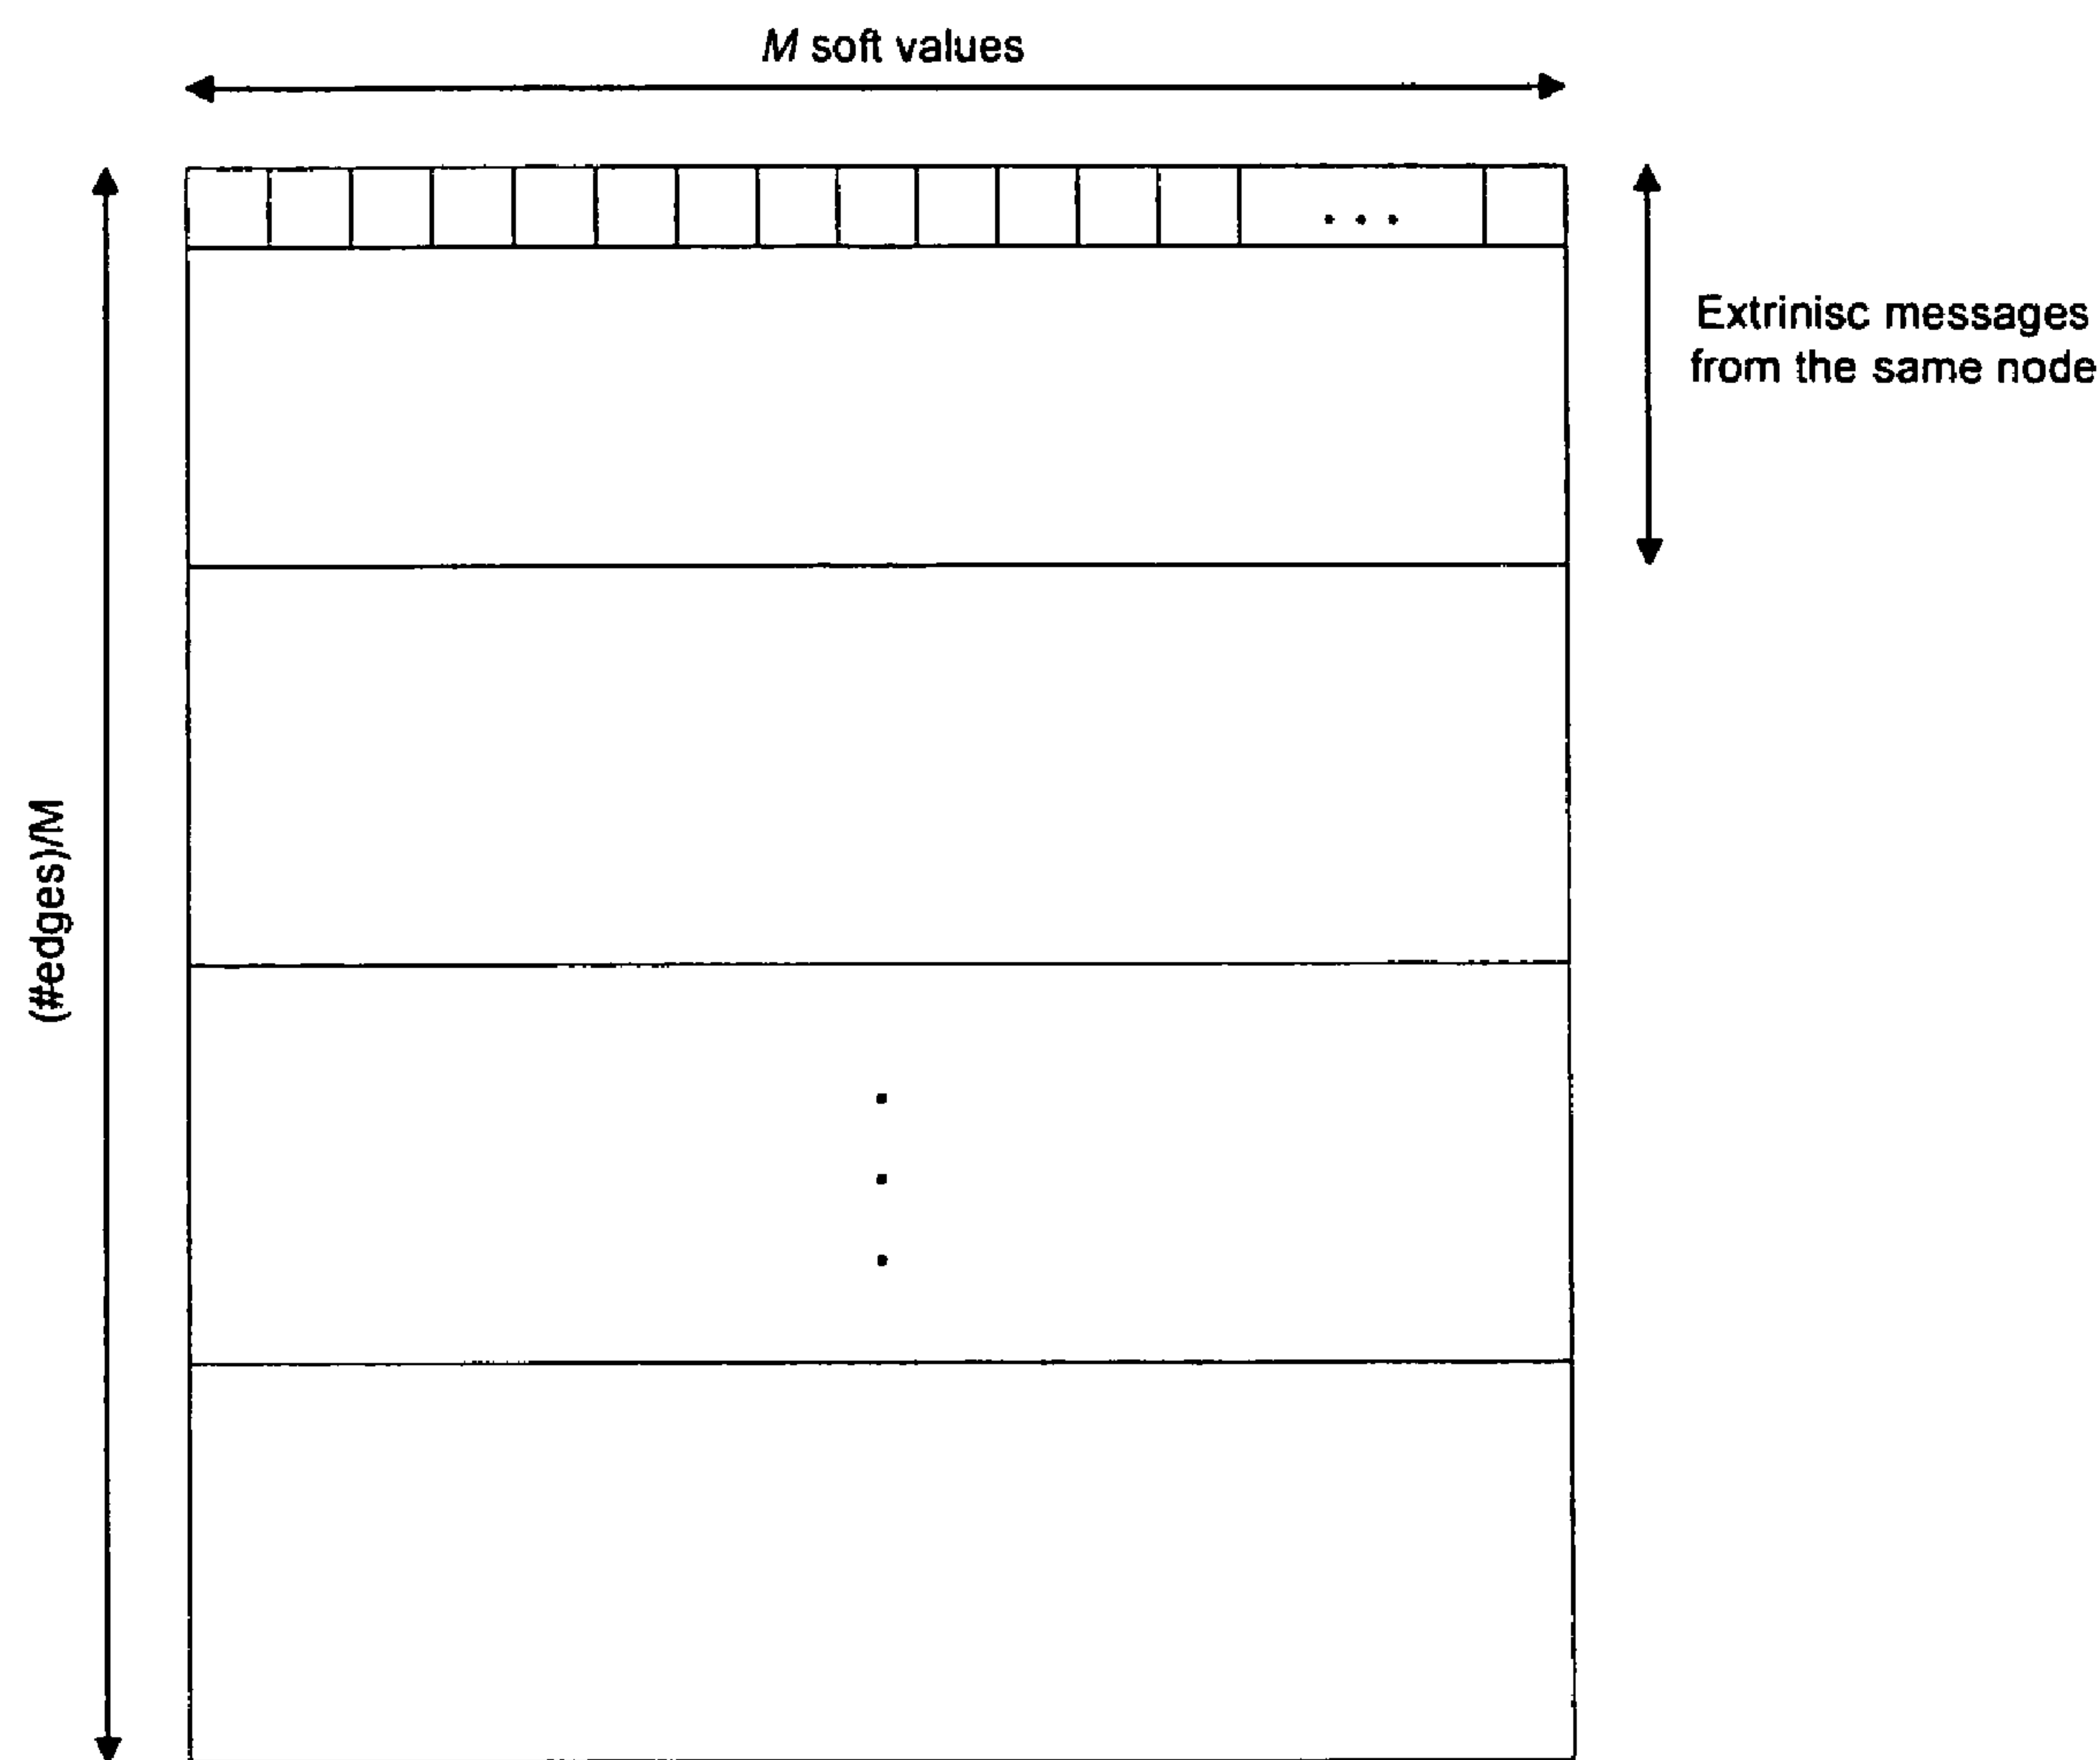 M soft values
. . .
Extrinisc messages
from the same node
(#edges)/M